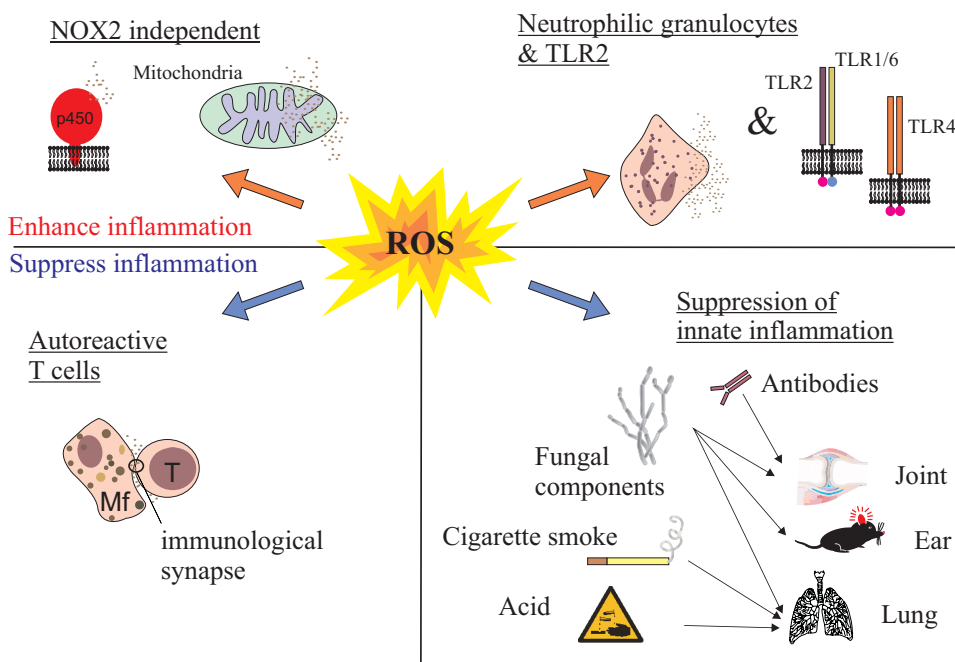 NOX2 independent
Mitochondria
p450
Neutrophilic granulocytes
& TLR2
&
TLR2
TLR1/6
TLR4
Enhance inflammation
Suppress inflammation
ROS
Autoreactive
T cells
Mf
T
immunological
synapse
Suppression of
innate inflammation
Antibodies
Fungal
components
Joint
Cigarette smoke
Ear
Acid
Lung